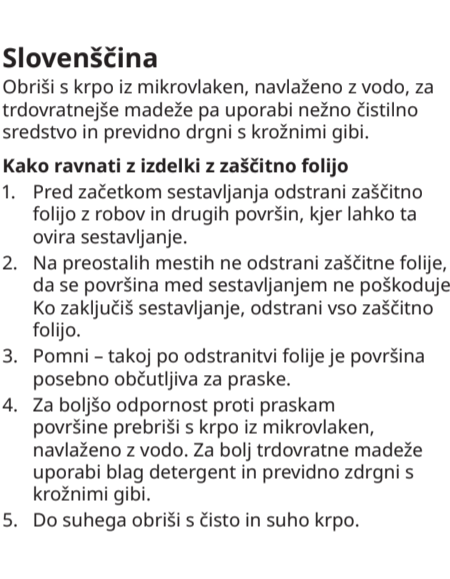 Slovenščina
Obriši s krpo iz mikrovlaken, navlaženo z vodo, za
trdovratnejše madeže pa uporabi nežno čistilno
sredstvo in previdno drgni s krožnimi gibi.
Kako ravnati z izdelki z zaščitno folijo
1. Pred začetkom sestavljanja odstrani zaščitno
folijo z robov in drugih površin, kjer lahko ta
ovira sestavljanje.
2. Na preostalih mestih ne odstrani zaščitne folije,
da se površina med sestavljanjem ne poškoduje
Ko zaključiš sestavljanje, odstrani vso zaščitno
folijo.
3. Pomni – takoj po odstranitvi folije je površina
posebno občutljiva za praske.
4. Za boljšo odpornost proti praskam
površine prebriši s krpo iz mikrovlaken,
navlaženo z vodo. Za bolj trdovratne madeže
uporabi blag detergent in previdno zdrgni s
krožnimi gibi.
5. Do suhega obriši s čisto in suho krpo.